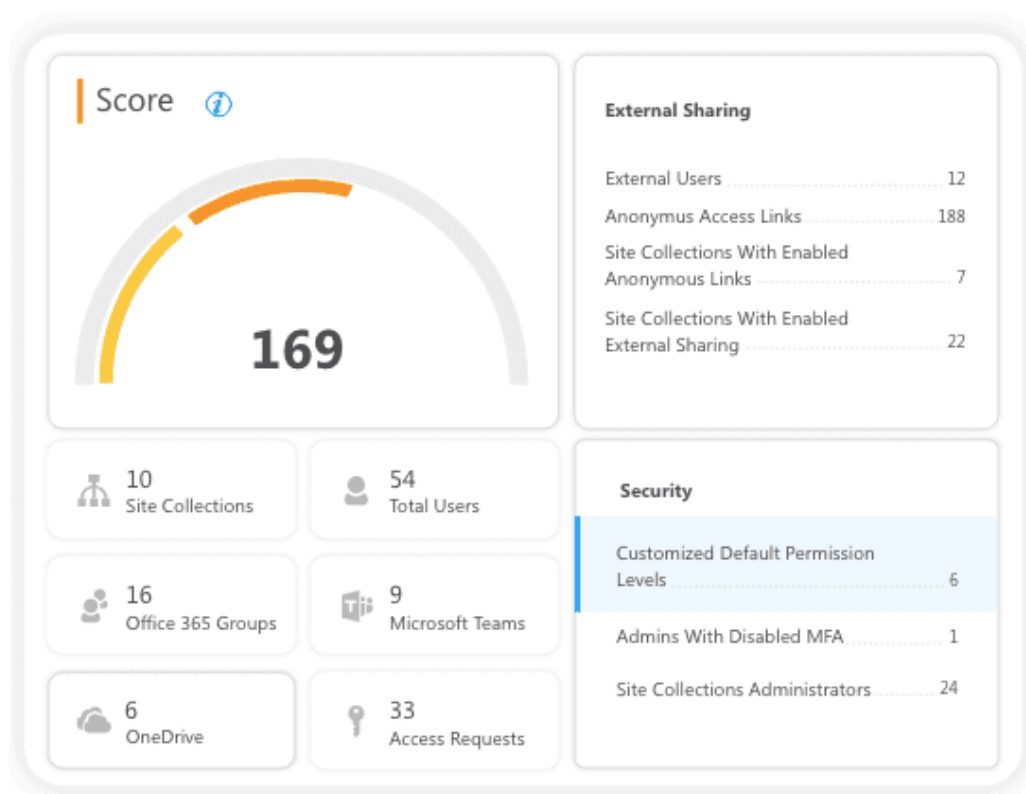 Score
169
External Sharing
External Users 12
Anonymus Access Links 188
Site Collections With Enabled
Anonymous Links 7
Site Collections With Enabled
External Sharing 22
10
Site Collections
54
Total Users
16
Office 365 Groups
9
Microsoft Teams
6
OneDrive
33
Access Requests
Security
Customized Default Permission
Levels 6
Admins With Disabled MFA 1
Site Collections Administrators 24